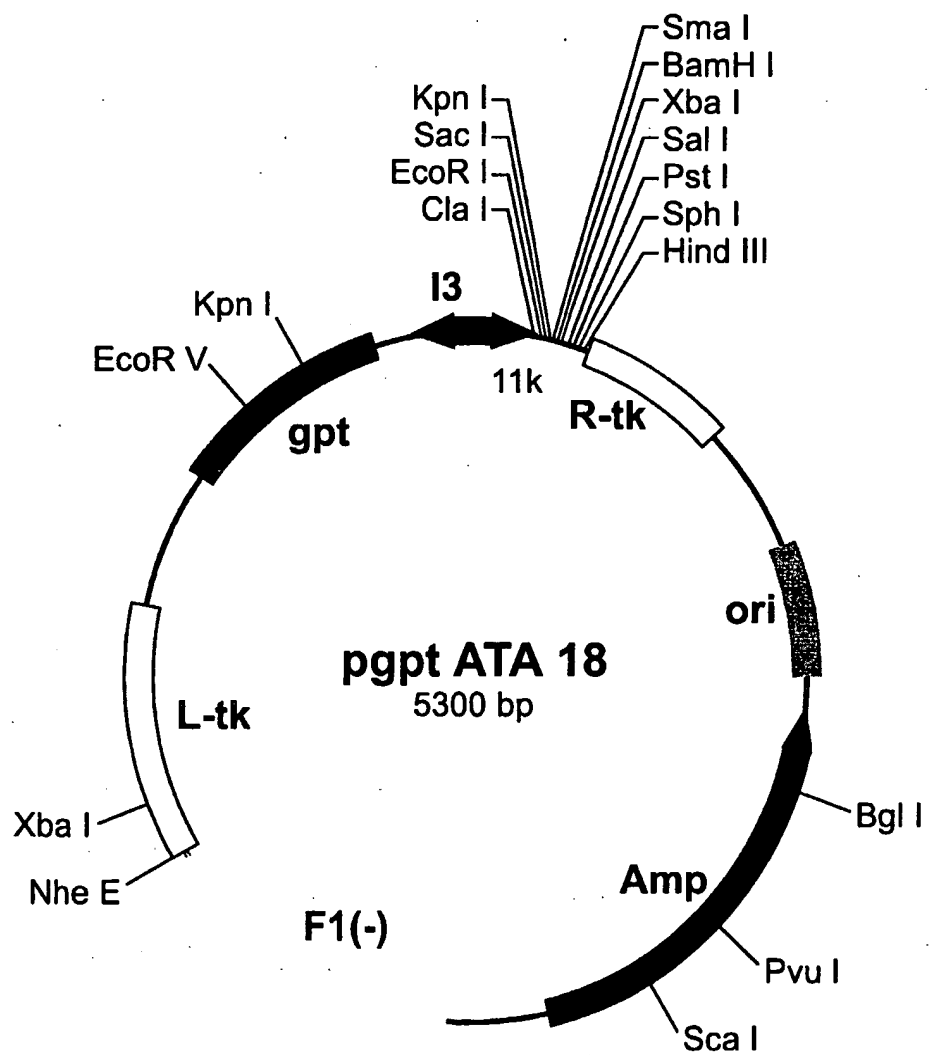 Sma I
BamH I
Xba I
Sal I
Pst I
Sph I
Hind III
Kpn I
Sac I
EcoR I
Cla I
I3
Kpn I
EcoR V
gpt
11k
R-tk
ori
pgpt ATA 18
5300 bp
L-tk
Xba I
Nhe E
F1(-)
Amp
Bgl I
Pvu I
Sca I